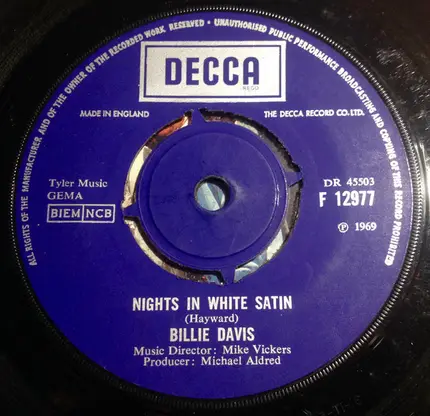 ALL RIGHTS OF THE MANUFACTURER AND OF THE OWNER OF THE RECORDED WORK RESERVED • UNAUTHORISED PUBLIC PERFORMANCE BROADCASTING AND COPYING OF THIS RECORD PROHIBITED
DECCA
REGD
MADE IN ENGLAND
THE DECCA RECORD CO. LTD.
Tyler Music
GEMA
BIEM NCB
DR 45503
F 12977
Ⓟ 1969
NIGHTS IN WHITE SATIN
(Hayward)
BILLIE DAVIS
Music Director: Mike Vickers
Producer: Michael Aldred